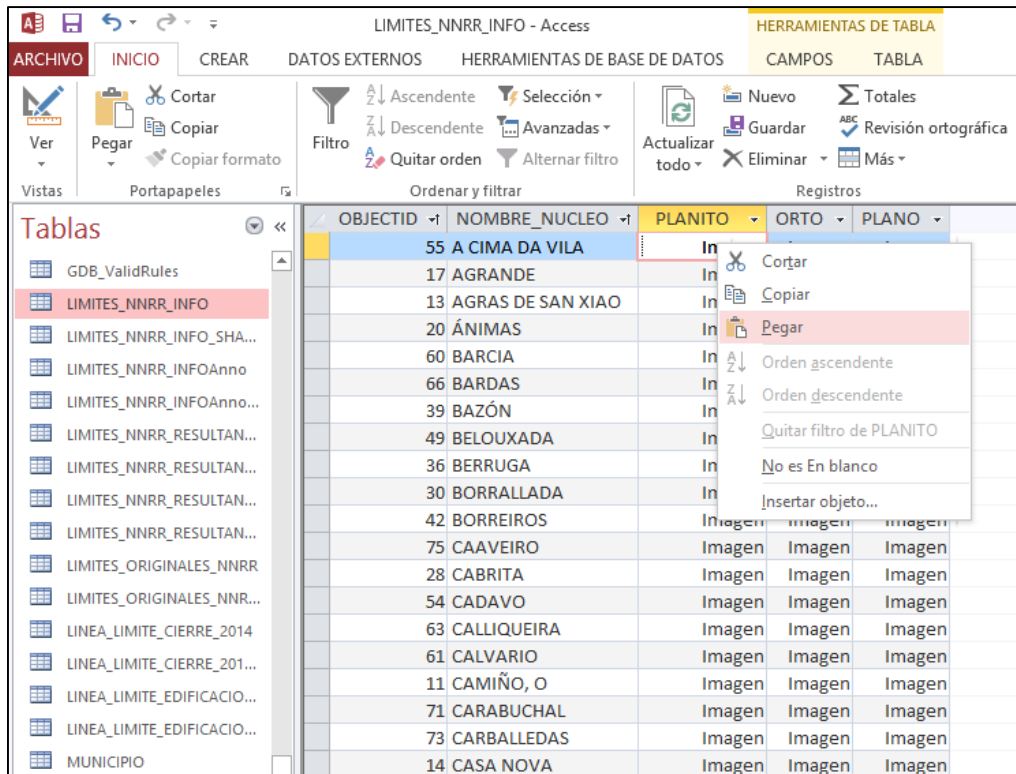 LIMITES_NNRR_INFO - Access
HERRAMIENTAS DE TABLA
ARCHIVO INICIO CREAR DATOS EXTERNOS HERRAMIENTAS DE BASE DE DATOS CAMPOS TABLA
Ver
Vistas
Pegar
Cortar
Copiar
Copiar formato
Portapapeles
Filtro
Ascendente
Descendente
Quitar orden
Selección
Avanzadas
Alternar filtro
Ordenar y filtrar
Actualizar
todo
Nuevo
Guardar
Eliminar
Totales
Revisión ortográfica
Más
Registros
Tablas
GDB_ValidRules
LIMITES_NNRR_INFO
LIMITES_NNRR_INFO_SHA...
LIMITES_NNRR_INFOAnno
LIMITES_NNRR_INFOAnno...
LIMITES_NNRR_RESULTAN...
LIMITES_NNRR_RESULTAN...
LIMITES_NNRR_RESULTAN...
LIMITES_NNRR_RESULTAN...
LIMITES_ORIGINALES_NNRR
LIMITES_ORIGINALES_NNR...
LINEA_LIMITE_CIERRE_2014
LINEA_LIMITE_CIERRE_201...
LINEA_LIMITE_EDIFICACIO...
LINEA_LIMITE_EDIFICACIO...
MUNICIPIO
OBJECTID NOMBRE_NUCLEO PLANITO ORTO PLANO
55 A CIMA DA VILA
17 AGRANDE
13 AGRAS DE SAN XIAO
20 ÁNIMAS
60 BARCIA
66 BARDAS
39 BAZÓN
49 BELOUXADA
36 BERRUGA
30 BORRALLADA
42 BORREIROS Imagen Imagen Imagen
75 CAAVEIRO Imagen Imagen Imagen
28 CABRITA Imagen Imagen Imagen
54 CADAVO Imagen Imagen Imagen
63 CALLIQUEIRA Imagen Imagen Imagen
61 CALVARIO Imagen Imagen Imagen
11 CAMIÑO, O Imagen Imagen Imagen
71 CARABUCHAL Imagen Imagen Imagen
73 CARBALLEDAS Imagen Imagen Imagen
14 CASA NOVA Imagen Imagen Imagen
Cortar
Copiar
Pegar
Orden ascendente
Orden descendente
Quitar filtro de PLANITO
No es En blanco
Insertar objeto...